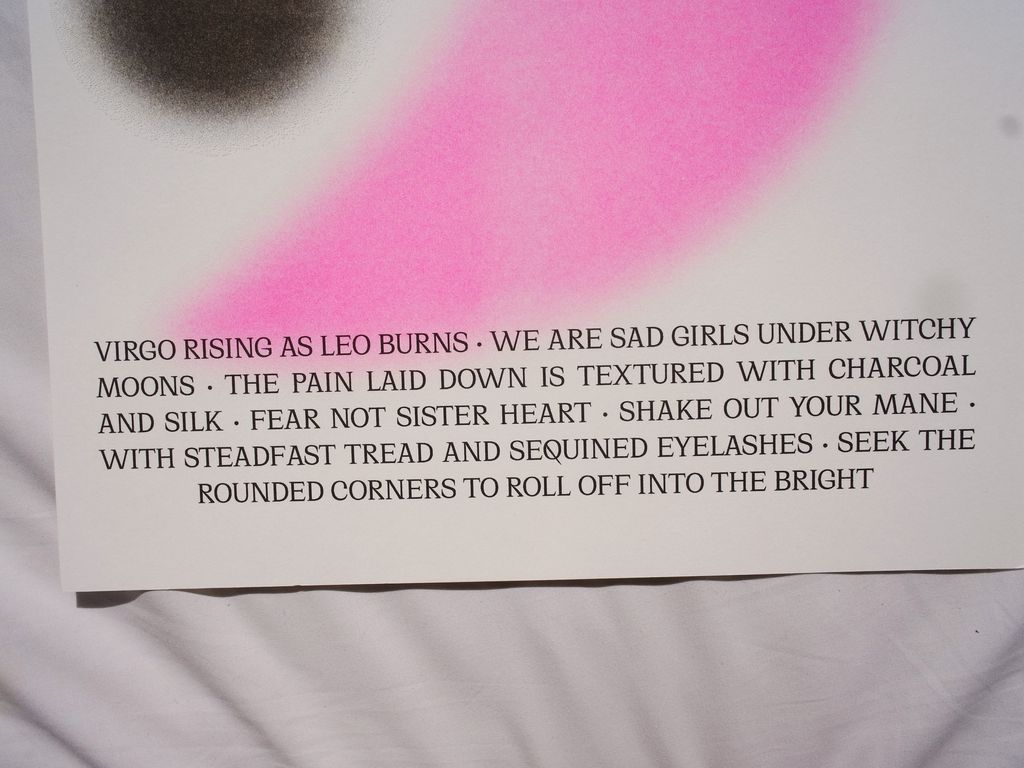 VIRGO RISING AS LEO BURNS · WE ARE SAD GIRLS UNDER WITCHY
MOONS · THE PAIN LAID DOWN IS TEXTURED WITH CHARCOAL
AND SILK · FEAR NOT SISTER HEART · SHAKE OUT YOUR MANE ·
WITH STEADFAST TREAD AND SEQUINED EYELASHES · SEEK THE
ROUNDED CORNERS TO ROLL OFF INTO THE BRIGHT